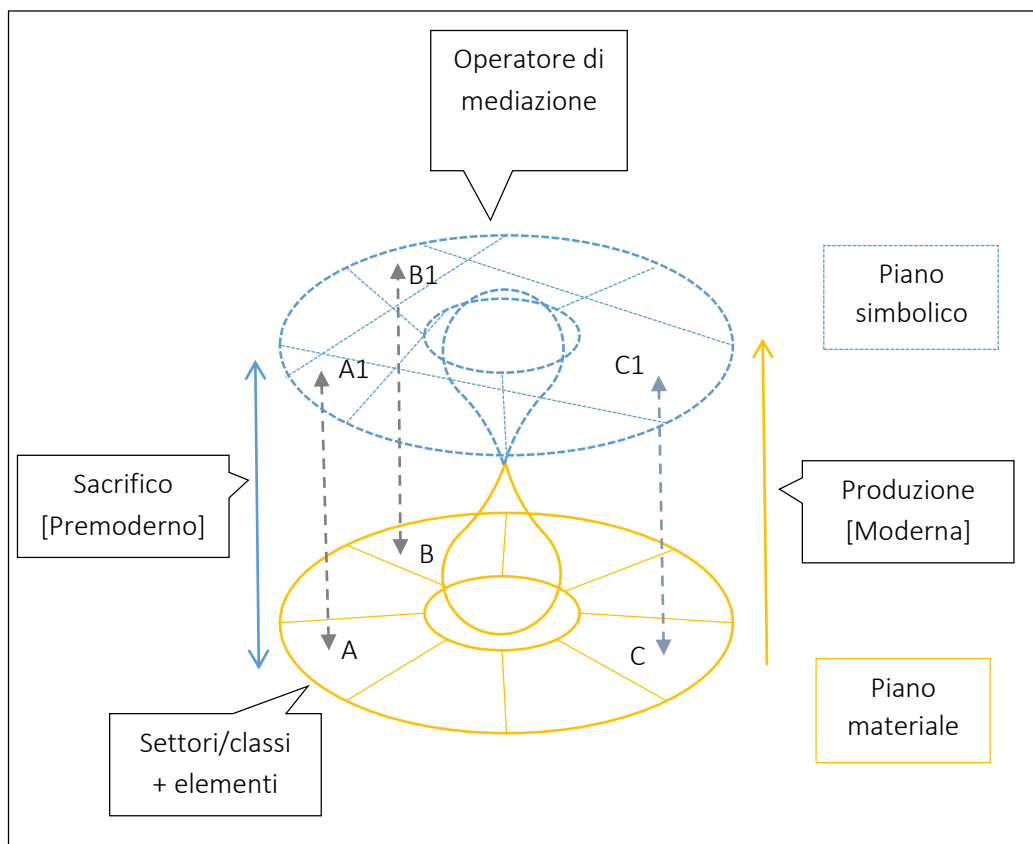 Operatore di
mediazione
Piano
simbolico
B1
A1
C1
Sacrifico
[Premoderno]
Produzione
[Moderna]
B
A
C
Piano
materiale
Settori/classi
+ elementi